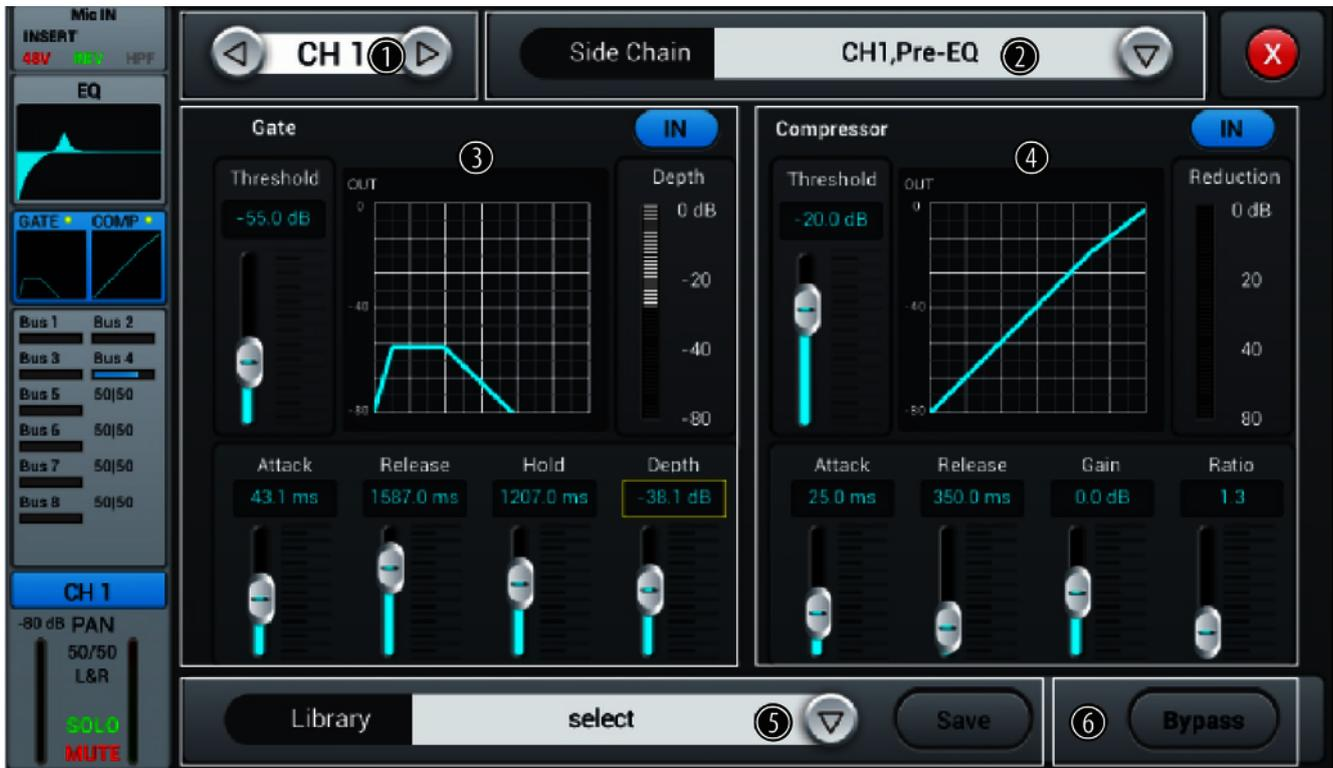 Mic IN
INSERT
48V REV HPF
EQ
GATE COMP
Bus 1 Bus 2
Bus 3 Bus 4
Bus 5 50|50
Bus 6 50|50
Bus 7 50|50
Bus 8 50|50
CH 1
-80 dB PAN
50/50
L&R
SOLO
MUTE
CH 1 ①
Side Chain CH1,Pre-EQ ②
X
Gate ③ IN
Threshold
-55.0 dB
OUT
0
-40
-80
Depth
0 dB
-20
-40
-80
Attack Release Hold Depth
43.1 ms 1587.0 ms 1207.0 ms -38.1 dB
Compressor ④ IN
Threshold
-20.0 dB
OUT
0
-40
-80
Reduction
0 dB
20
40
80
Attack Release Gain Ratio
25.0 ms 350.0 ms 0.0 dB 1.3
Library select ⑤ Save
⑥ Bypass